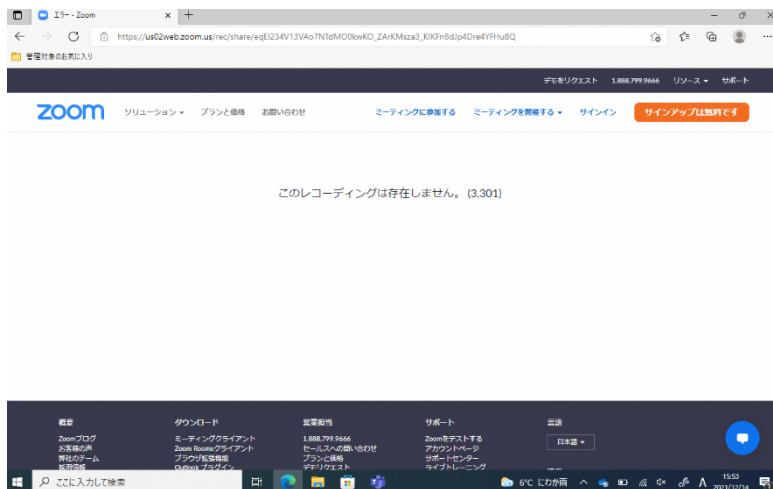 エラー - Zoom
https://us02web.zoom.us/rec/share/eqEI234V13VAo7NTdMO0kwKO_ZArKMsza3_KIKFn8dJp4Dre4YFHu8Q
管理対象のお気に入り
デモをリクエスト 1.888.799.9666 リソース サポート
zoom ソリューション プランと価格 お問い合わせ ミーティングに参加する ミーティングを開催する サインイン サインアップは無料です
このレコーディングは存在しません。 (3,301)
概要 ダウンロード 営業担当 サポート 言語
Zoomブログ ミーティングクライアント 1.888.799.9666 Zoomをテストする 日本語
お客様の声 Zoom Roomsクライアント セールスへの問い合わせ アカウント
弊社のチーム ブラウザ拡張機能 プランと価格 サポートセンター
採用情報 Outlook プラグイン デモリクエスト ライブトレーニング
ここに入力して検索 6°C にわか雨 A 15:53
2021/12/14